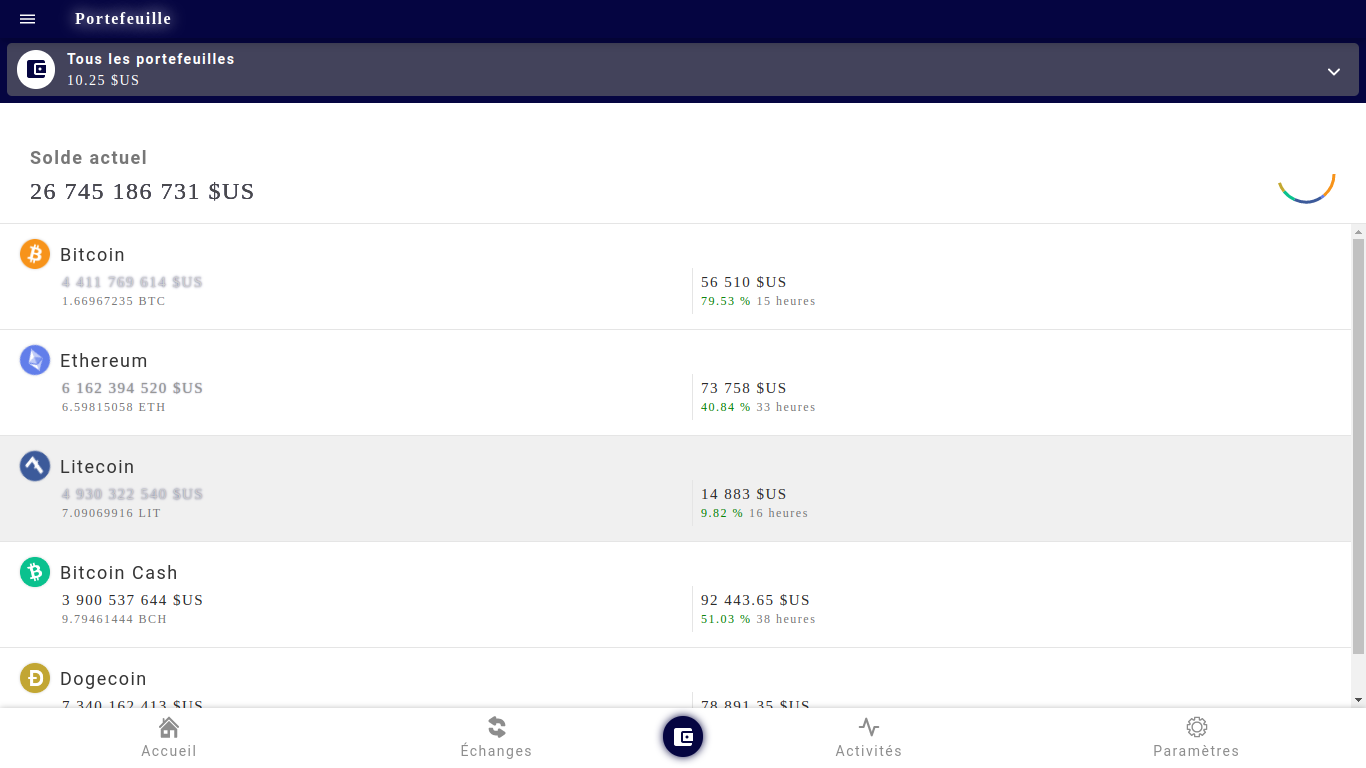 Portefeuille
Tous les portefeuilles
10.25 $US
Solde actuel
26 745 186 731 $US
Bitcoin
4 411 769 614 $US
56 510 $US
1.66967235 BTC
79.53 % 15 heures
Ethereum
6 162 394 520 $US
73 758 $US
6.59815058 ETH
40.84 % 33 heures
Litecoin
4 930 322 540 $US
14 883 $US
7.09069916 LIT
9.82 % 16 heures
Bitcoin Cash
3 900 537 644 $US
92 443.65 $US
9.79461444 BCH
51.03 % 38 heures
Dogecoin
7 340 162 413 $US
78 891.35 $US
Accueil
Échanges
Activités
Paramètres